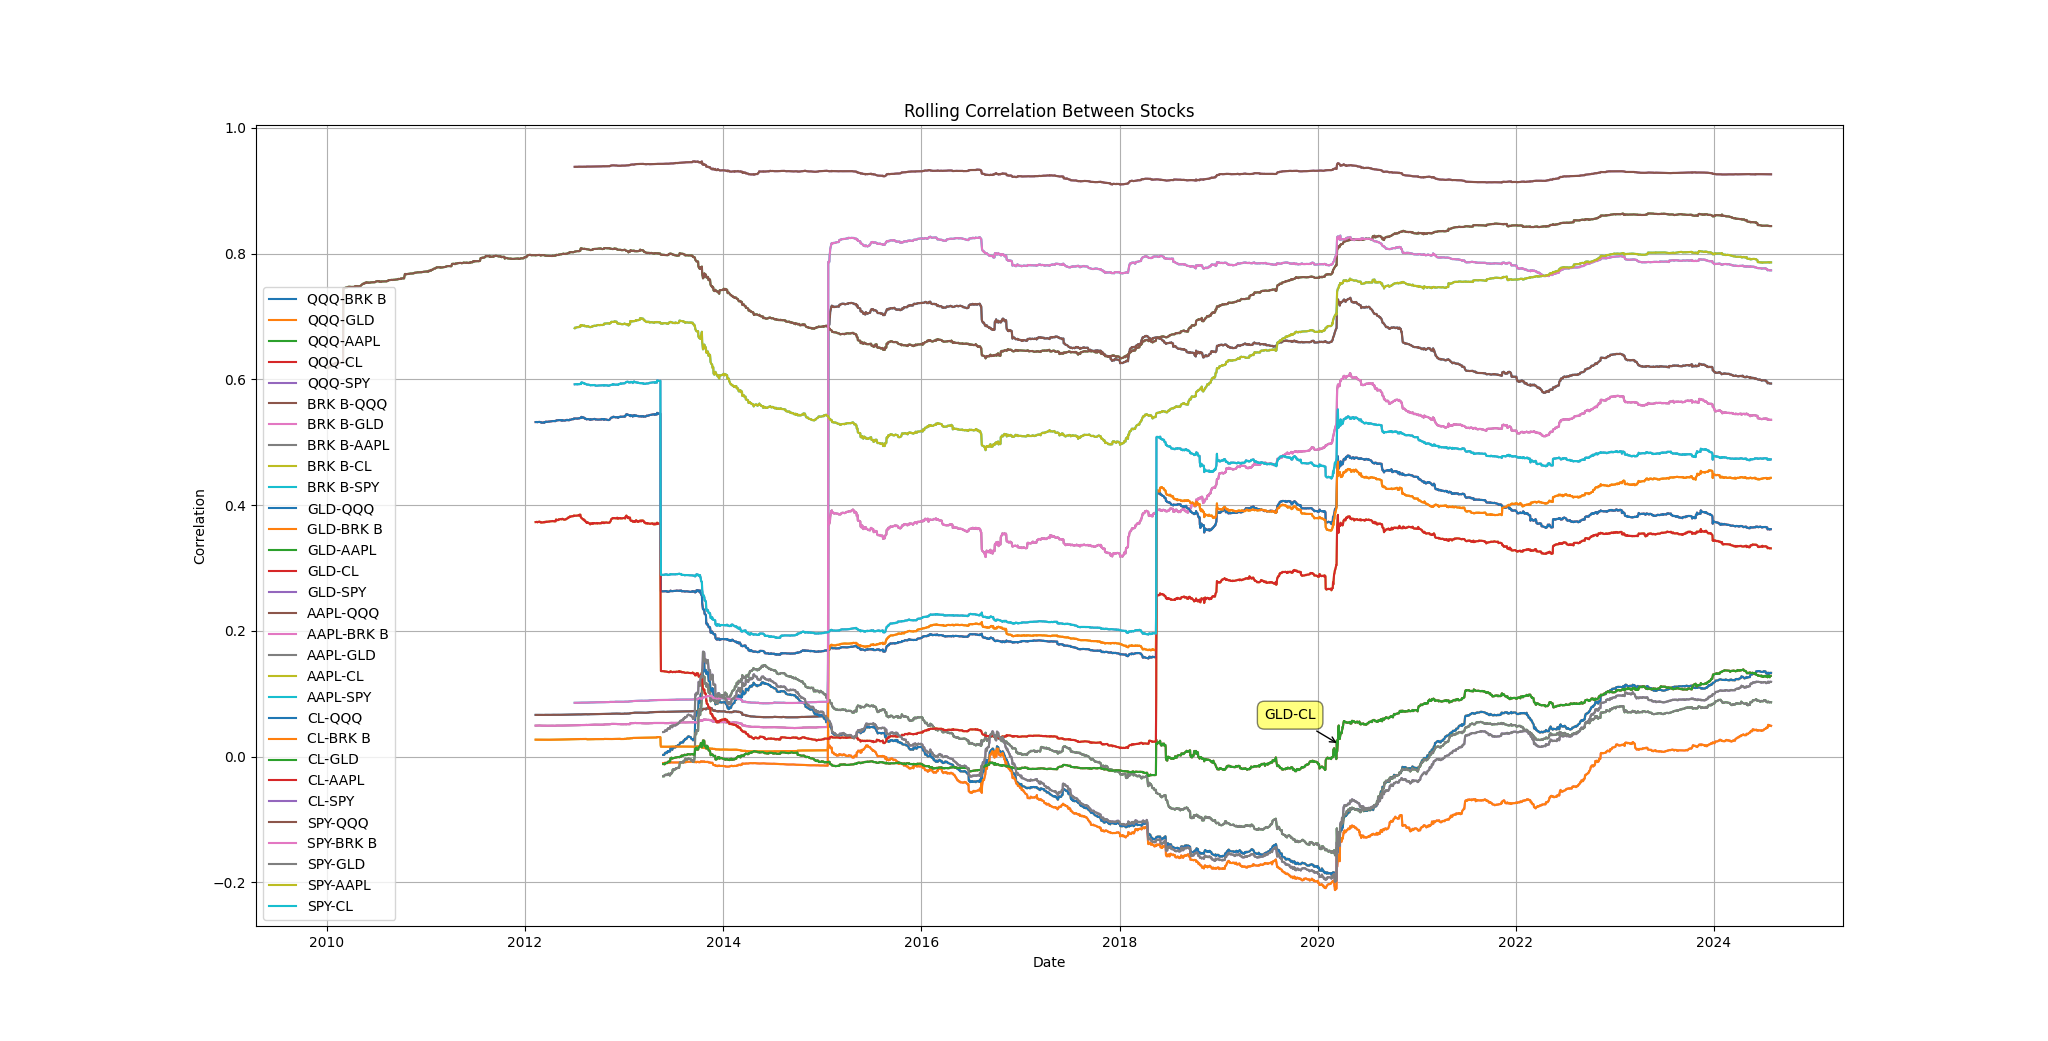 Rolling Correlation Between Stocks
1.0
0.8
0.6
0.4
0.2
0.0
−0.2
Correlation
QQQ-BRK B
QQQ-GLD
QQQ-AAPL
QQQ-CL
QQQ-SPY
BRK B-QQQ
BRK B-GLD
BRK B-AAPL
BRK B-CL
BRK B-SPY
GLD-QQQ
GLD-BRK B
GLD-AAPL
GLD-CL
GLD-SPY
AAPL-QQQ
AAPL-BRK B
AAPL-GLD
AAPL-CL
AAPL-SPY
CL-QQQ
CL-BRK B
CL-GLD
CL-AAPL
CL-SPY
SPY-QQQ
SPY-BRK B
SPY-GLD
SPY-AAPL
SPY-CL
GLD-CL
2010 2012 2014 2016 2018 2020 2022 2024
Date